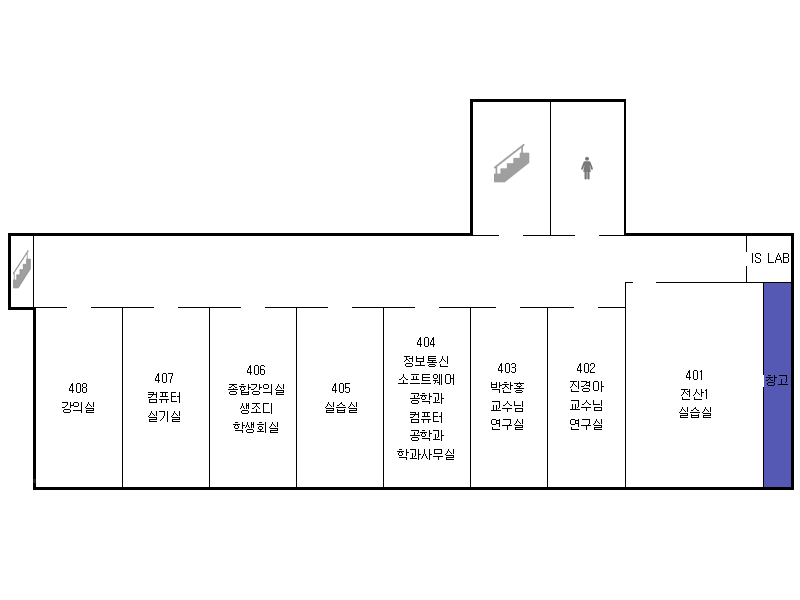 IS LAB
408
강의실
407
컴퓨터
실기실
406
종합강의실
생조디
학생회실
405
실습실
404
정보통신
소프트웨어
공학과
컴퓨터
공학과
학과사무실
403
박찬홍
교수님
연구실
402
진경아
교수님
연구실
401
전산1
실습실
창고